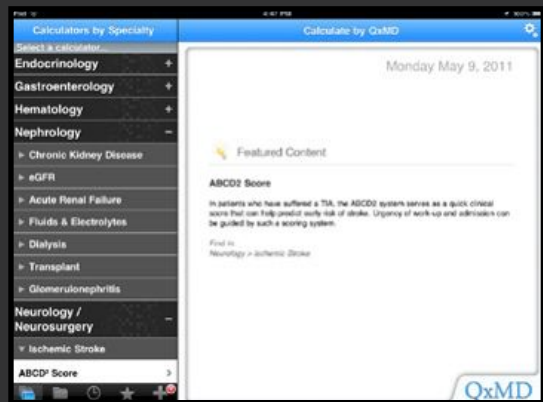 iPad
4:47 PM
100%
Calculators by Specialty
Calculate by QxMD
Select a calculator...
Endocrinology +
Gastroenterology +
Hematology +
Nephrology −
Chronic Kidney Disease
eGFR
Acute Renal Failure
Fluids & Electrolytes
Dialysis
Transplant
Glomerulonephritis
Neurology /
Neurosurgery −
Ischemic Stroke
ABCD² Score
Monday May 9, 2011
Featured Content
ABCD2 Score
In patients who have suffered a TIA, the ABCD2 system serves as a quick clinical
score that can help predict early risk of stroke. Urgency of work-up and admission can
be guided by such a scoring system.
Find in:
Neurology > Ischemic Stroke
QxMD